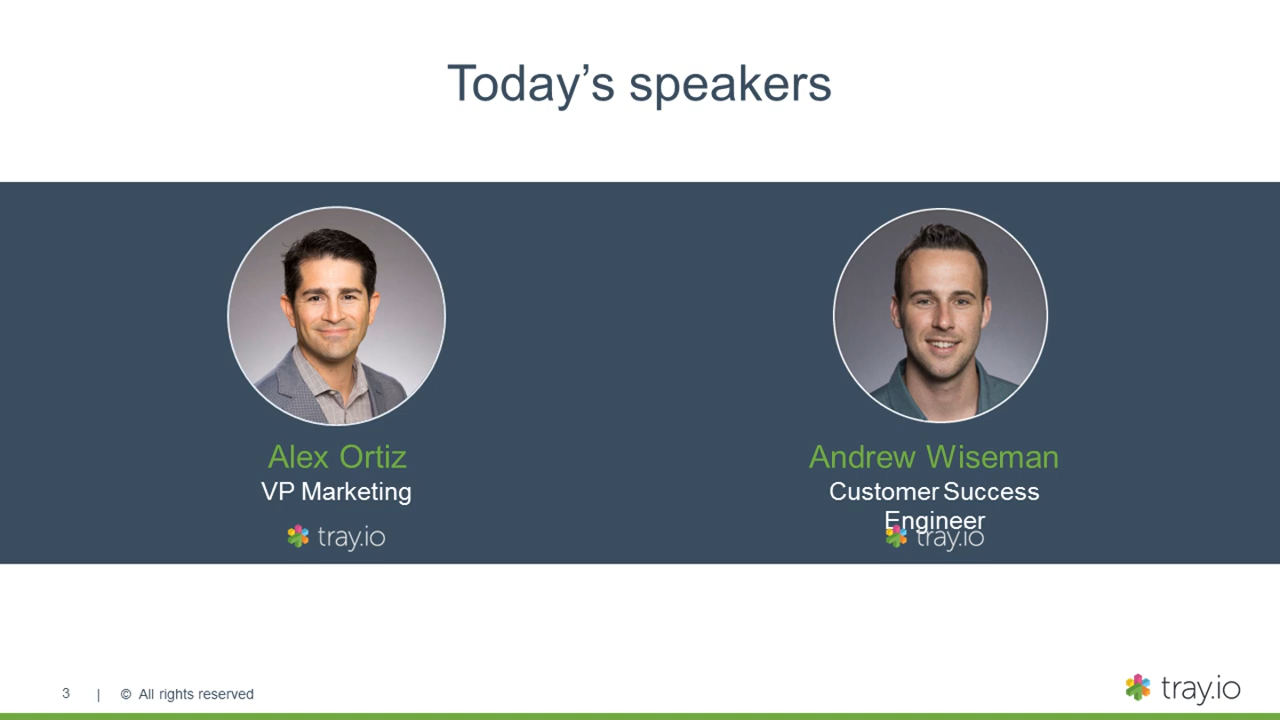 Today’s speakers
Alex Ortiz
VP Marketing
tray.io
Andrew Wiseman
Customer Success
Engineer
tray.io
3 | © All rights reserved
tray.io